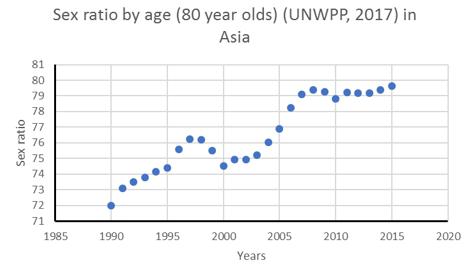 Sex ratio by age (80 year olds) (UNWPP, 2017) in
Asia
81
80
79
78
77
76
75
74
73
72
71
Sex ratio
1985 1990 1995 2000 2005 2010 2015 2020
Years